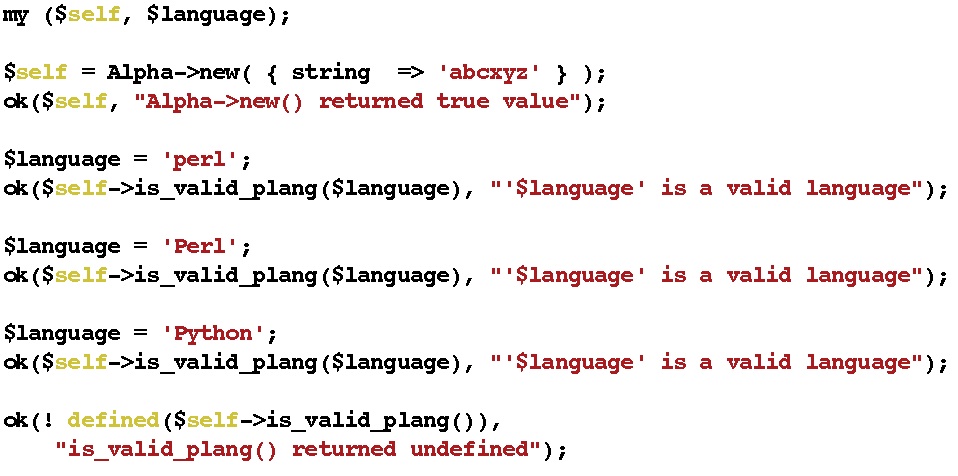 my ($self, $language);
$self = Alpha->new( { string  => 'abcxyz' } );
ok($self, "Alpha->new() returned true value");
$language = 'perl';
ok($self->is_valid_plang($language), "'$language' is a valid language");
$language = 'Perl';
ok($self->is_valid_plang($language), "'$language' is a valid language");
$language = 'Python';
ok($self->is_valid_plang($language), "'$language' is a valid language");
ok(! defined($self->is_valid_plang()),
    "is_valid_plang() returned undefined");